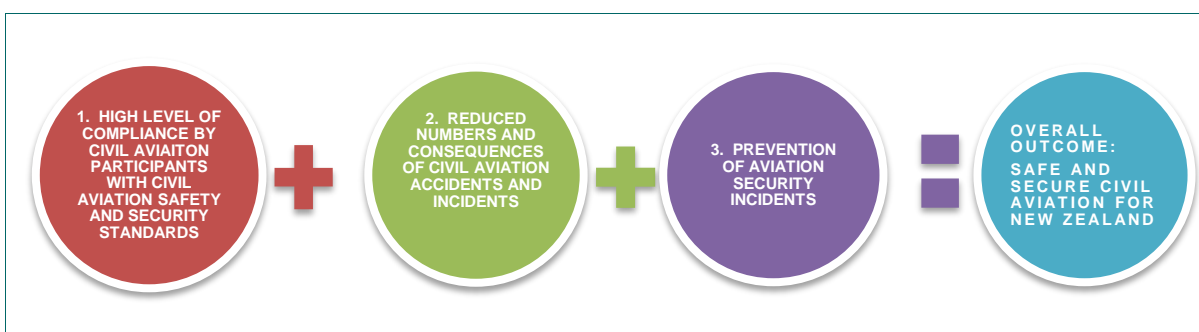 1. HIGH LEVEL OF
COMPLIANCE BY
CIVIL AVIAITON
PARTICIPANTS
WITH CIVIL
AVIATION SAFETY
AND SECURITY
STANDARDS
2. REDUCED
NUMBERS AND
CONSEQUENCES
OF CIVIL AVIATION
ACCIDENTS AND
INCIDENTS
3. PREVENTION
OF AVIATION
SECURITY
INCIDENTS
OVERALL
OUTCOME:
SAFE AND
SECURE CIVIL
AVIATION FOR
NEW ZEALAND